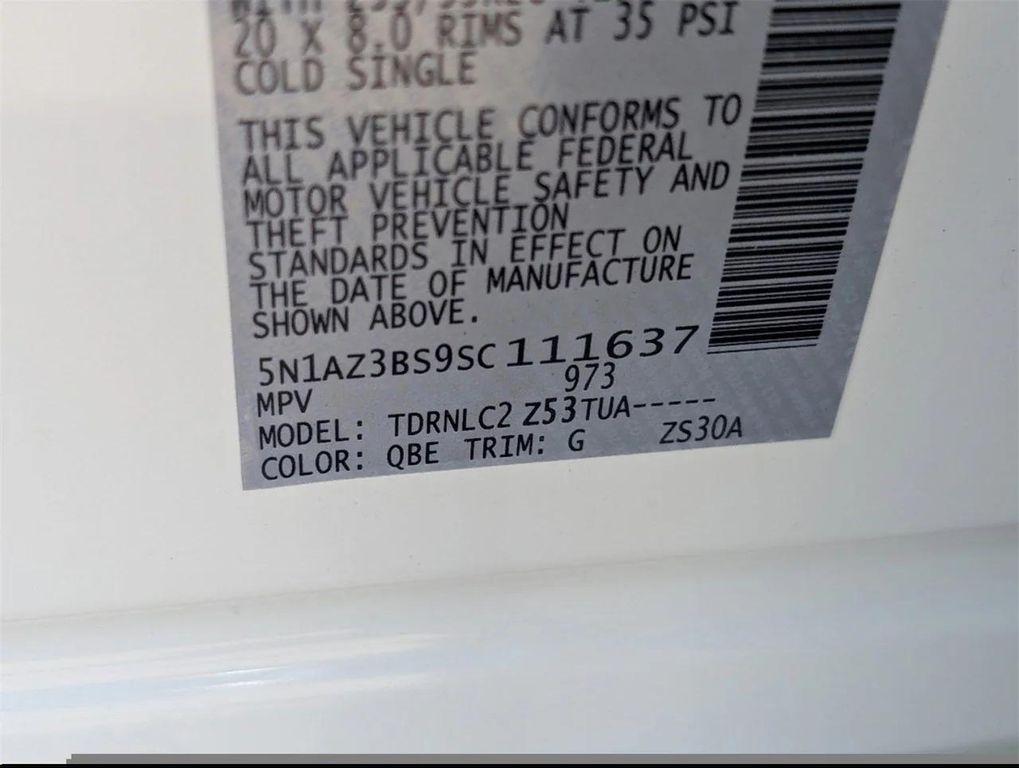 20 X 8.0 RIMS AT 35 PSI
COLD SINGLE
THIS VEHICLE CONFORMS TO
ALL APPLICABLE FEDERAL
MOTOR VEHICLE SAFETY AND
THEFT PREVENTION
STANDARDS IN EFFECT ON
THE DATE OF MANUFACTURE
SHOWN ABOVE.
5N1AZ3BS9SC111637
MPV 973
MODEL: TDRNLC2 Z53TUA-----
COLOR: QBE TRIM: G ZS30A